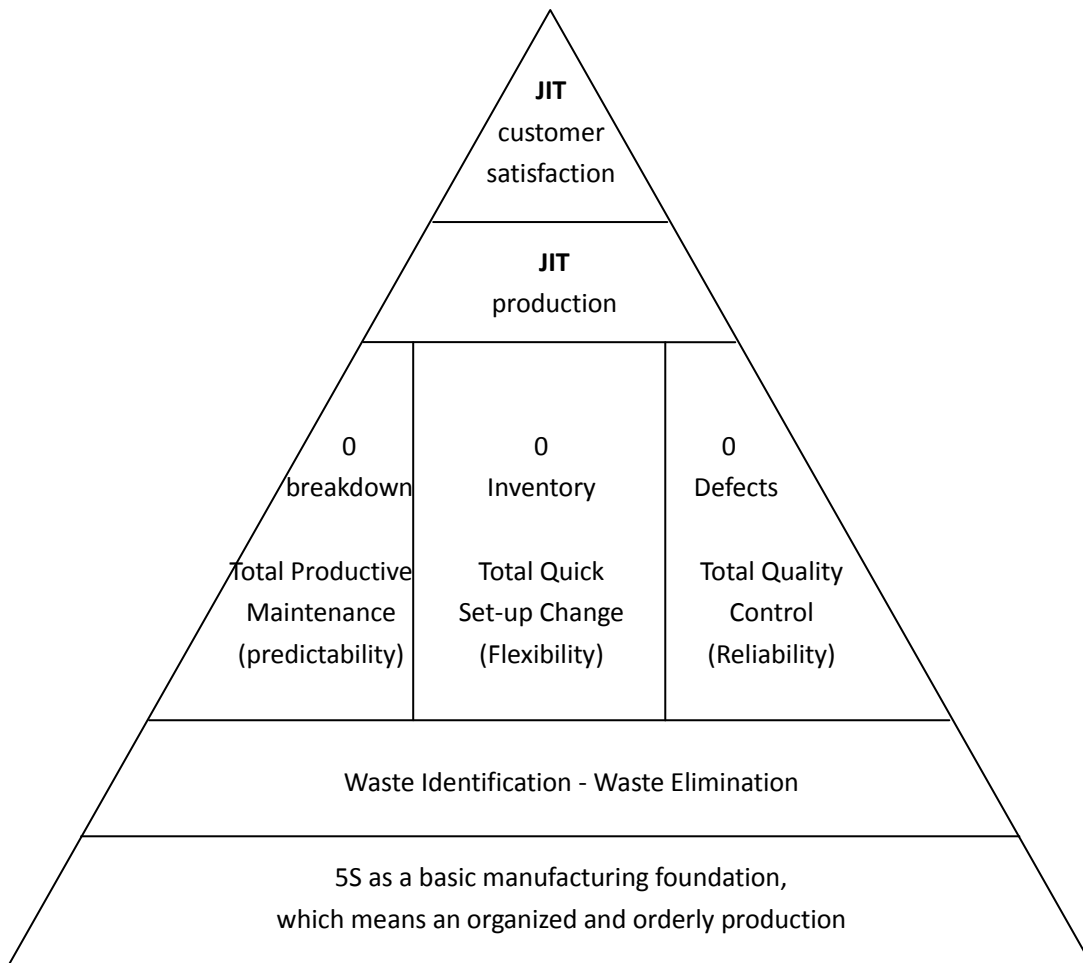 JIT
customer
satisfaction
JIT
production
0
breakdown
Total Productive
Maintenance
(predictability)
0
Inventory
Total Quick
Set-up Change
(Flexibility)
0
Defects
Total Quality
Control
(Reliability)
Waste Identification - Waste Elimination
5S as a basic manufacturing foundation,
which means an organized and orderly production